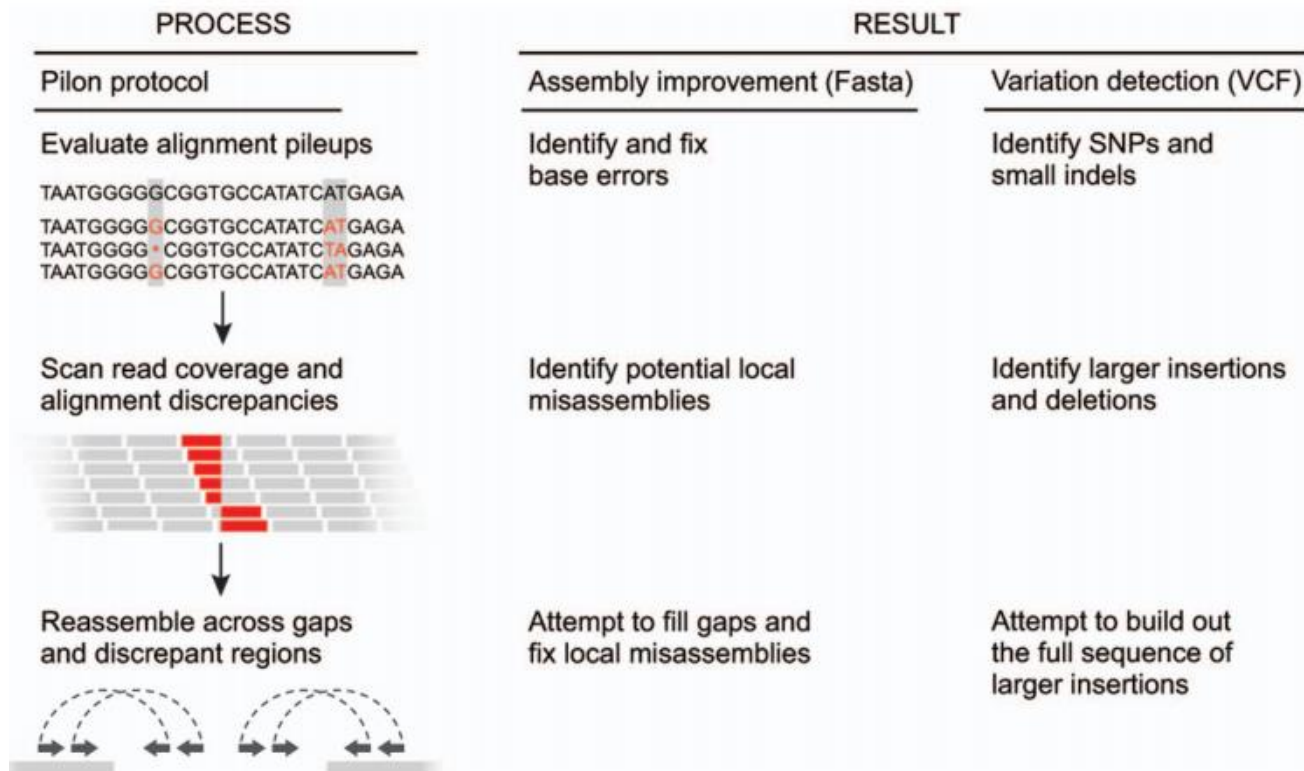 PROCESS
RESULT
Pilon protocol
Assembly improvement (Fasta)
Variation detection (VCF)
Evaluate alignment pileups
Identify and fix
base errors
Identify SNPs and
small indels
TAATGGGGGCGGTGCCATATCATGAGA
TAATGGGGGCGGTGCCATATCATGAGA
TAATGGGG*CGGTGCCATATCTAGAGA
TAATGGGGGCGGTGCCATATCATGAGA
Scan read coverage and
alignment discrepancies
Identify potential local
misassemblies
Identify larger insertions
and deletions
Reassemble across gaps
and discrepant regions
Attempt to fill gaps and
fix local misassemblies
Attempt to build out
the full sequence of
larger insertions